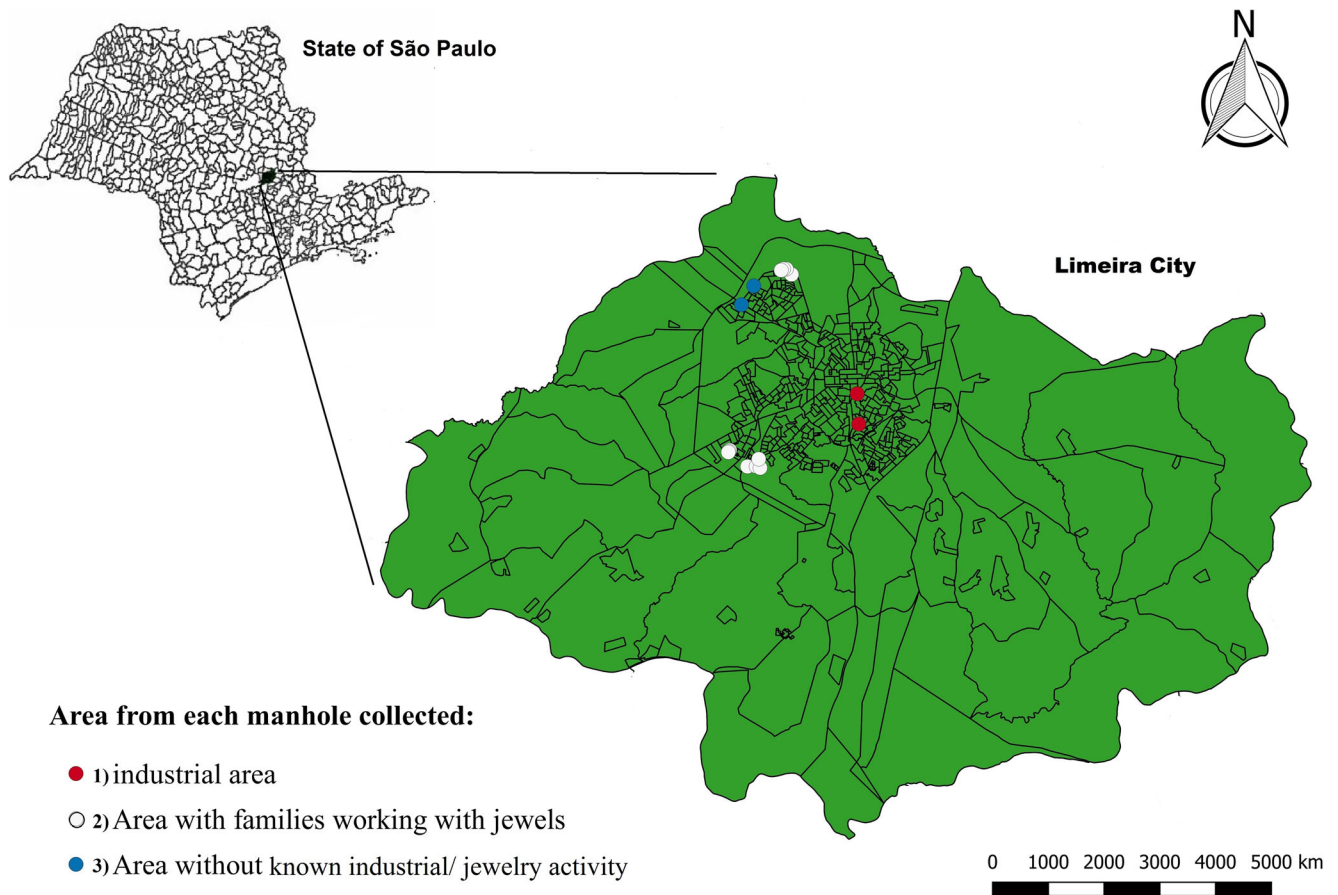 State of São Paulo
N
Limeira City
Area from each manhole collected:
1) industrial area
2) Area with families working with jewels
3) Area without known industrial/ jewelry activity
0 1000 2000 3000 4000 5000 km